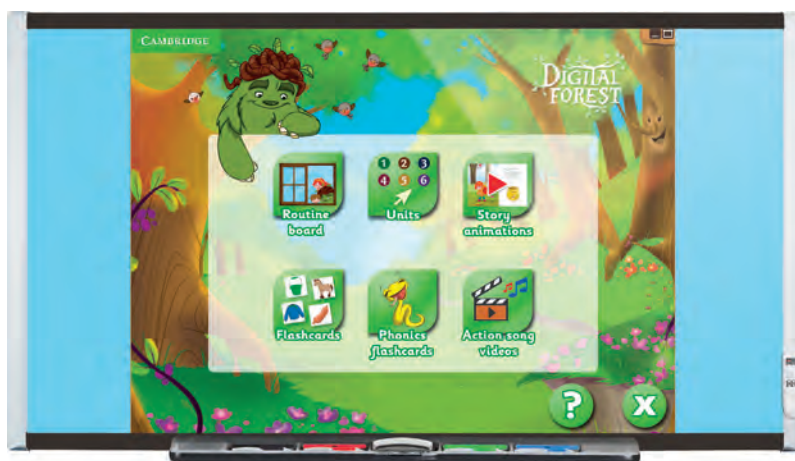 CAMBRIDGE
DIGITAL
FOREST
1 2 3
4 5 6
Routine
board
Units
Story
animations
Flashcards
Phonics
flashcards
Action song
videos
?
X